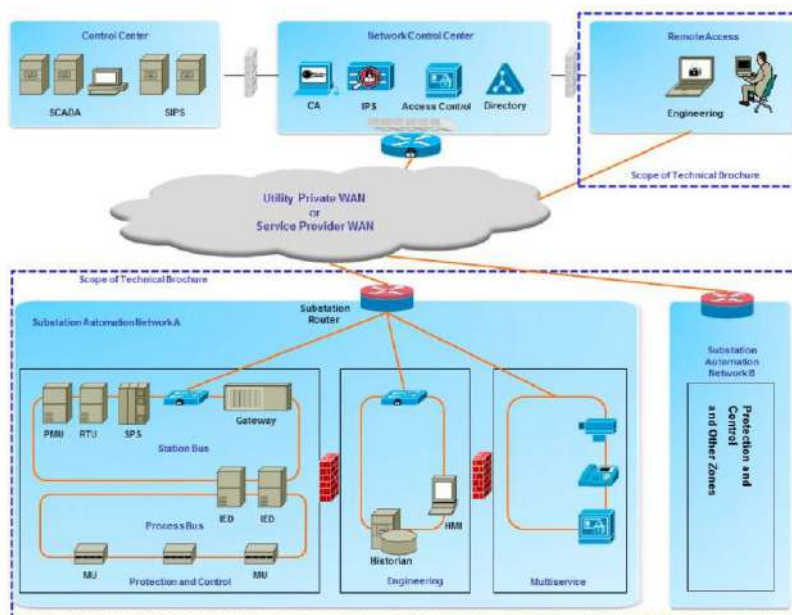 Control Center
Network Control Center
Remote Access
SCADA
SIPS
CA
IPS
Access Control
Directory
Engineering
Scope of Technical Brochure
Utility Private WAN
or
Service Provider WAN
Scope of Technical Brochure
Substation Automation Network A
Substation
Router
Substation
Automation
Network B
PMU
RTU
SPS
Gateway
Station Bus
IED
IED
Process Bus
MU
MU
Protection and Control
HMI
Historian
Engineering
Multiservice
Protection and
Control
and Other Zones